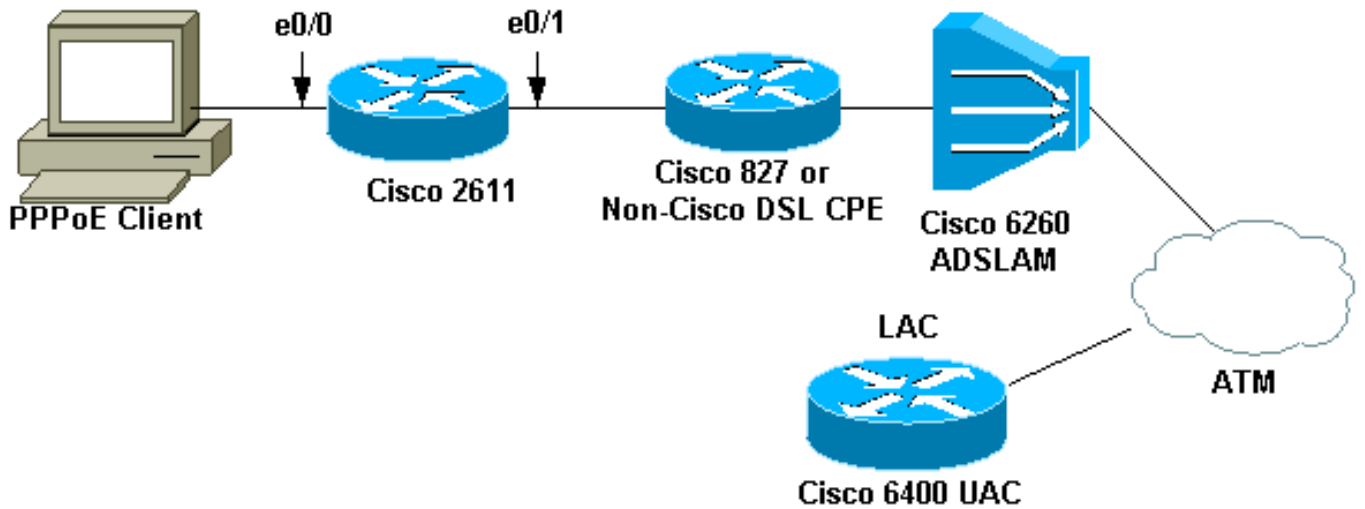 e0/0
e0/1
PPPoE Client
Cisco 2611
Cisco 827 or
Non-Cisco DSL CPE
Cisco 6260
ADSLAM
ATM
LAC
Cisco 6400 UAC